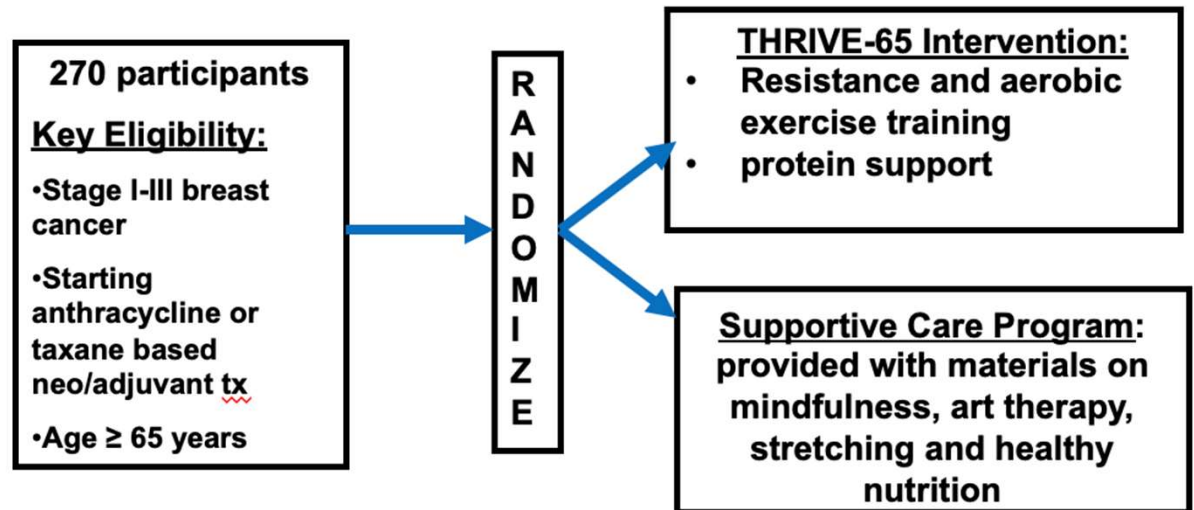 270 participants
Key Eligibility:
•Stage I-III breast
cancer
•Starting
anthracycline or
taxane based
neo/adjuvant tx
•Age ≥ 65 years
R
A
N
D
O
M
I
Z
E
THRIVE-65 Intervention:
• Resistance and aerobic
exercise training
• protein support
Supportive Care Program:
provided with materials on
mindfulness, art therapy,
stretching and healthy
nutrition